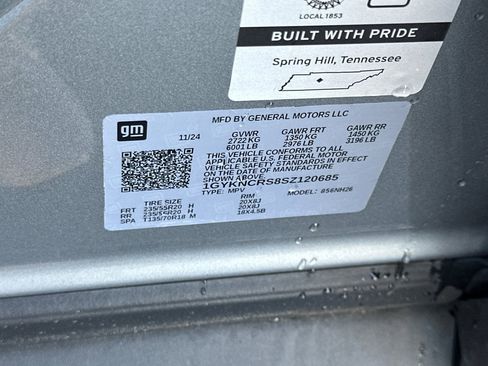 LOCAL 1853
BUILT WITH PRIDE
Spring Hill, Tennessee
gm
MFD BY GENERAL MOTORS LLC
11/24 GVWR GAWR FRT GAWR RR
2722 KG 1350 KG 1450 KG
6001 LB 2976 LB 3196 LB
THIS VEHICLE CONFORMS TO ALL
APPLICABLE U.S. FEDERAL MOTOR
VEHICLE SAFETY STANDARDS IN EFFECT
ON THE DATE OF MANUFACTURE
1GYKNCRS8SZ120685
TYPE: MPV MODEL: 856NH26
TIRE SIZE RIM
FRT 235/55R20 H 20X8J
RR 235/55R20 H 20X8J
SPA T135/70R18 M 18X4.5B